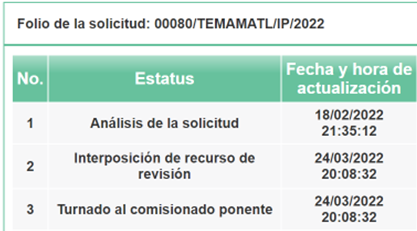 Folio de la solicitud: 00080/TEMAMATL/IP/2022
No. Estatus Fecha y hora de
actualización
1 Análisis de la solicitud 18/02/2022
21:35:12
2 Interposición de recurso de
revisión 24/03/2022
20:08:32
3 Turnado al comisionado ponente 24/03/2022
20:08:32